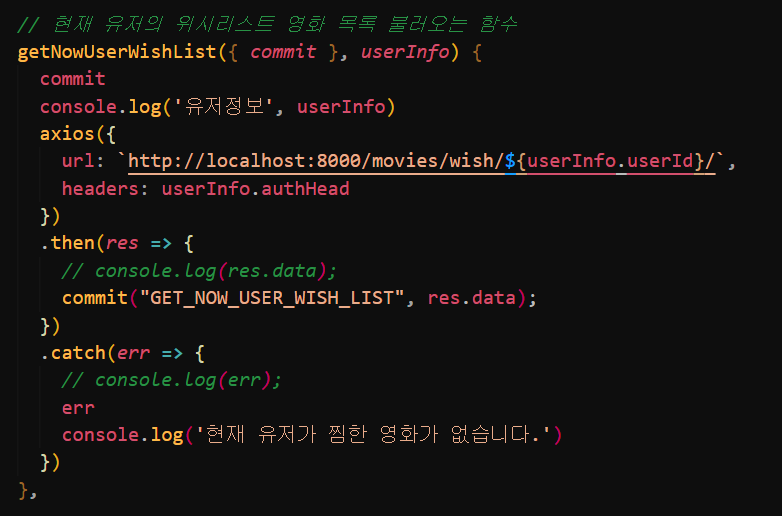 // 현재 유저의 위시리스트 영화 목록 불러오는 함수
getNowUserWishList({ commit }, userInfo) {
  commit
  console.log('유저정보', userInfo)
  axios({
    url: `http://localhost:8000/movies/wish/${userInfo.userId}/`,
    headers: userInfo.authHead
  })
  .then(res => {
    // console.log(res.data);
    commit("GET_NOW_USER_WISH_LIST", res.data);
  })
  .catch(err => {
    // console.log(err);
    err
    console.log('현재 유저가 찜한 영화가 없습니다.')
  })
},